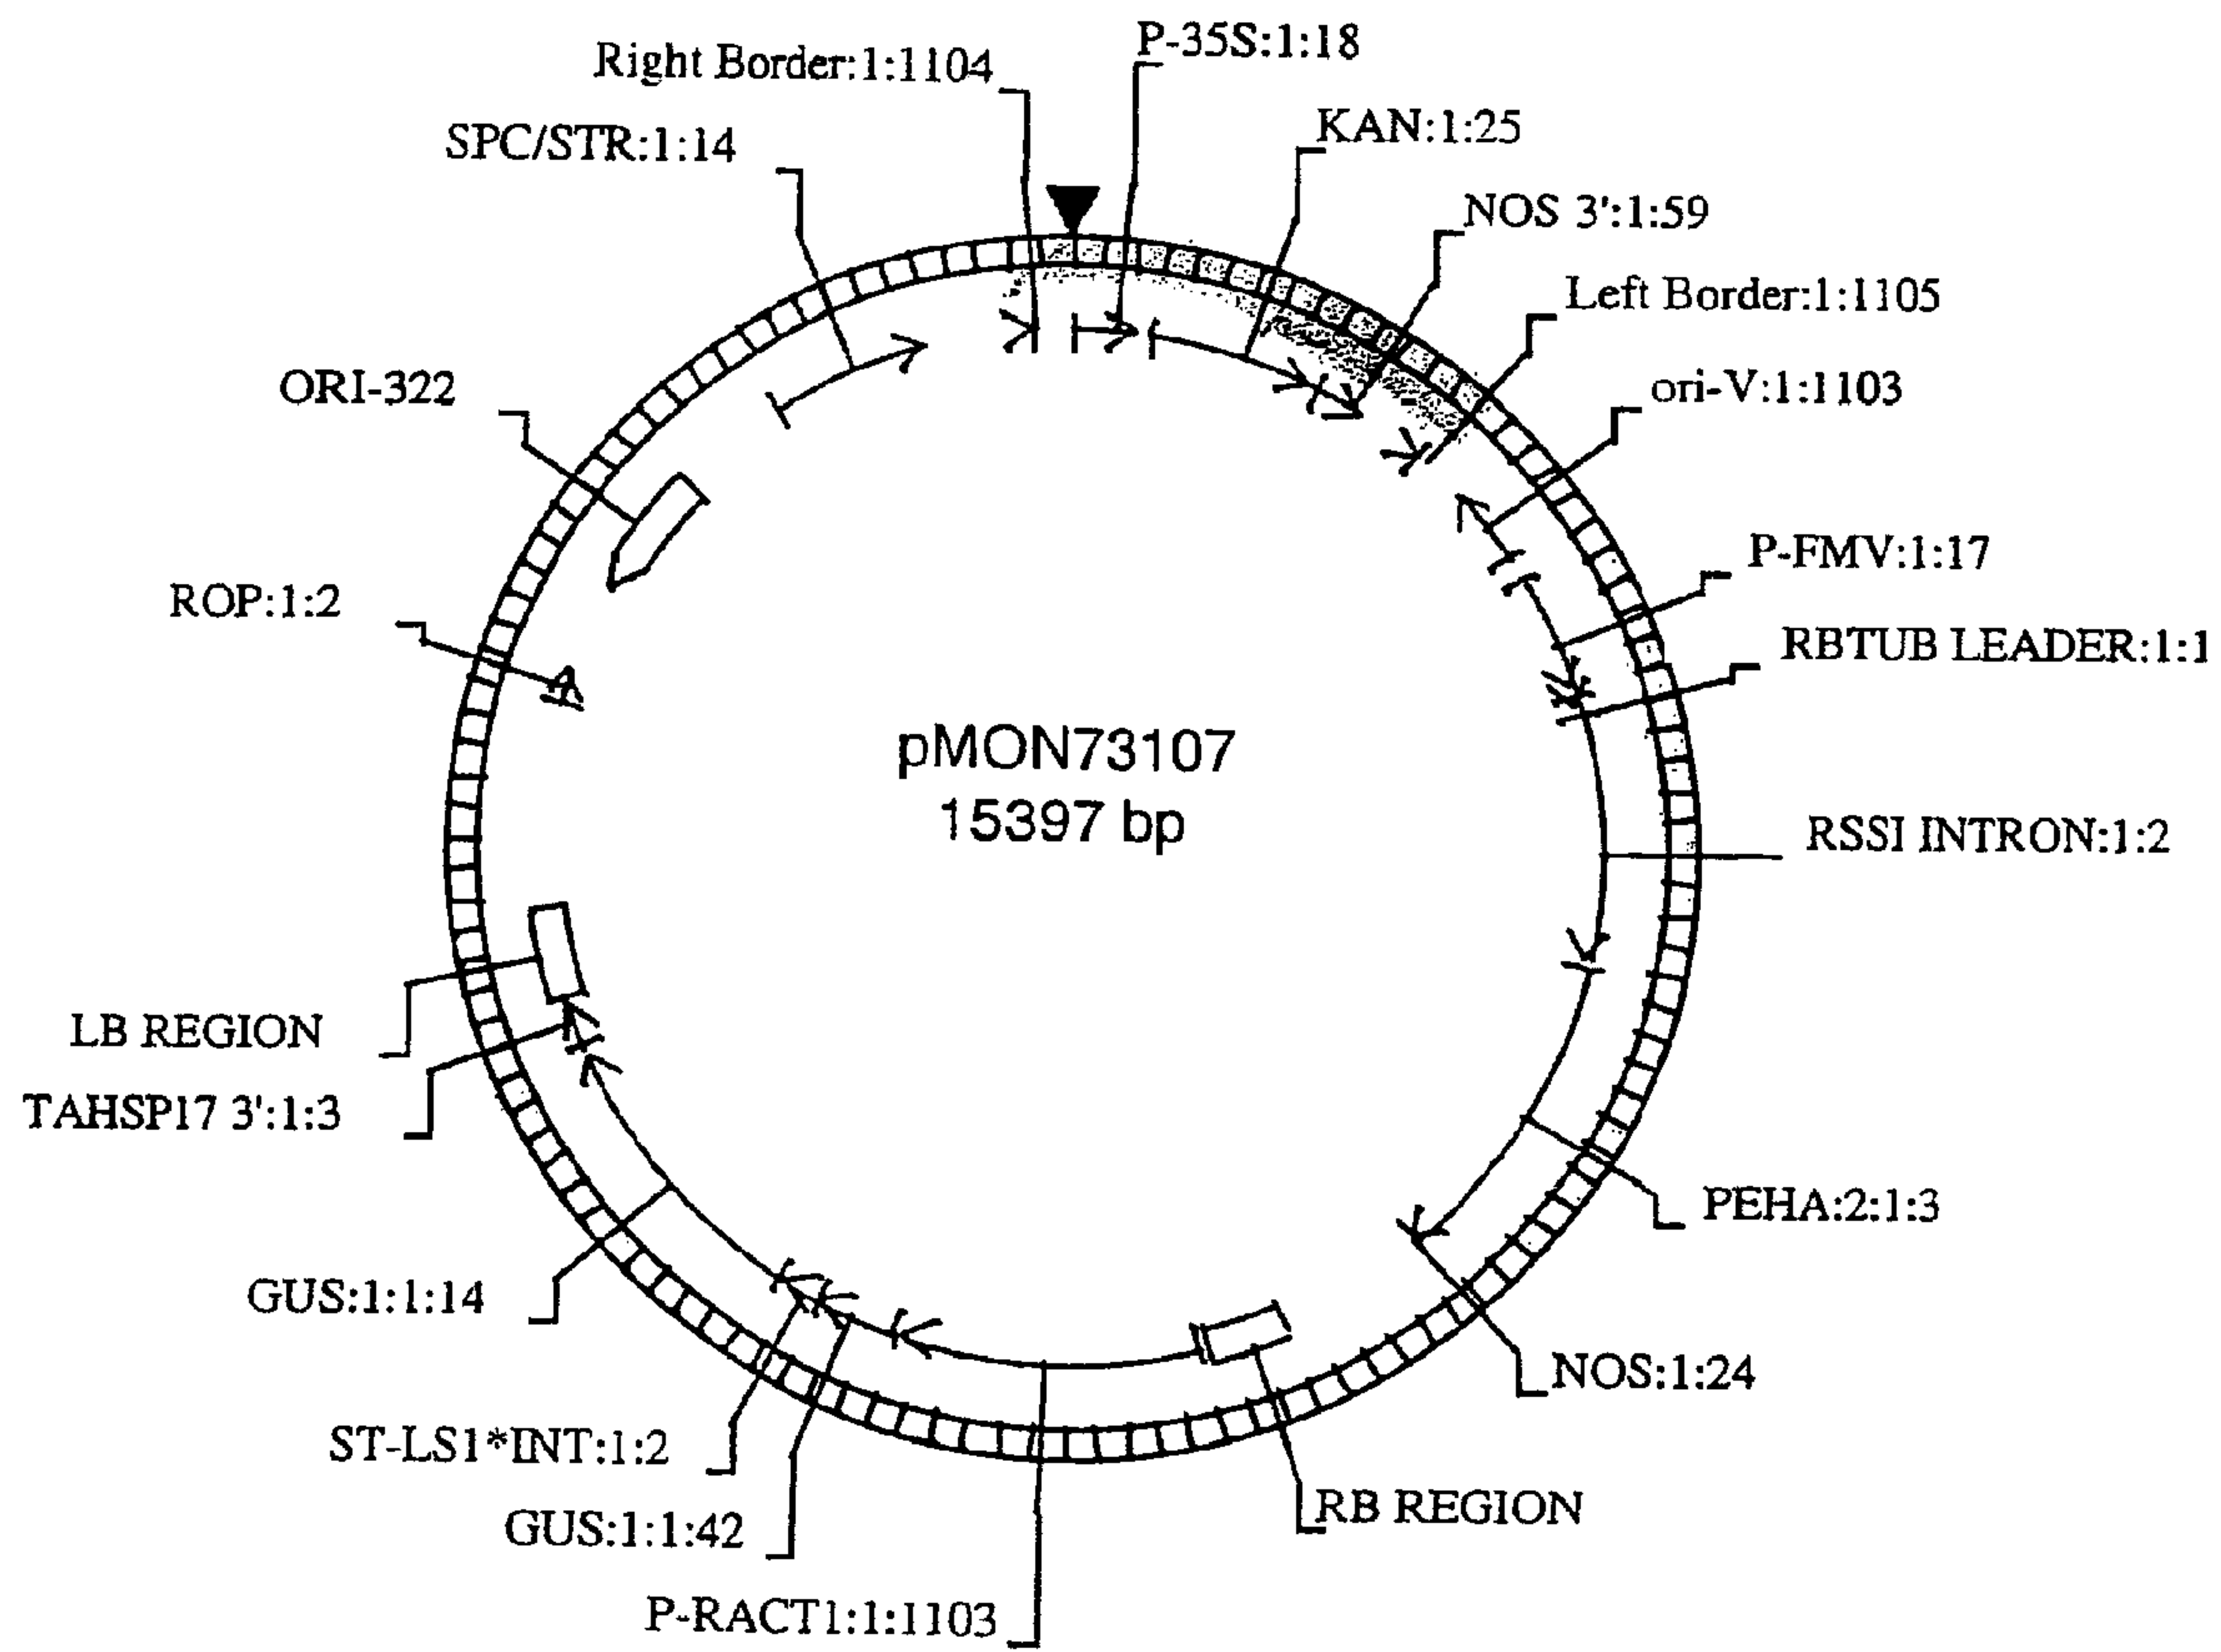 P-35S:1:18
Right Border:1:1104
KAN:1:25
SPC/STR:1:14
NOS 3':1:59
Left Border:1:1105
ORI-322
ori-V:1:1103
P-FMV:1:17
ROP:1:2
RBTUB LEADER:1:1
pMON73107
15397 bp
RSSI INTRON:1:2
LB REGION
TAHSP17 3':1:3
PEHA:2:1:3
GUS:1:1:14
NOS:1:24
ST-LS1*INT:1:2
RB REGION
GUS:1:1:42
P-RACT1:1:1103